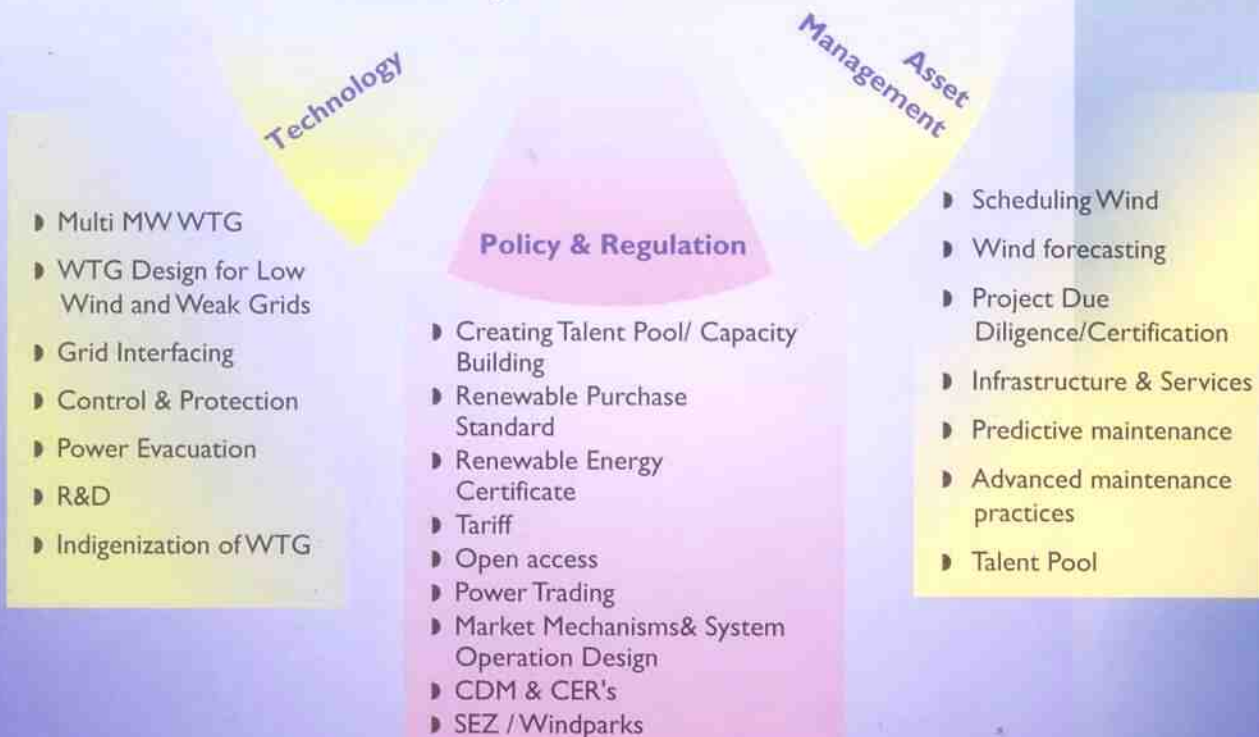 Technology
◗ Multi MW WTG
◗ WTG Design for Low
Wind and Weak Grids
◗ Grid Interfacing
◗ Control & Protection
◗ Power Evacuation
◗ R&D
◗ Indigenization of WTG
Policy & Regulation
◗ Creating Talent Pool/ Capacity
Building
◗ Renewable Purchase
Standard
◗ Renewable Energy
Certificate
◗ Tariff
◗ Open access
◗ Power Trading
◗ Market Mechanisms& System
Operation Design
◗ CDM & CER's
◗ SEZ / Windparks
Asset
Management
◗ Scheduling Wind
◗ Wind forecasting
◗ Project Due
Diligence/Certification
◗ Infrastructure & Services
◗ Predictive maintenance
◗ Advanced maintenance
practices
◗ Talent Pool